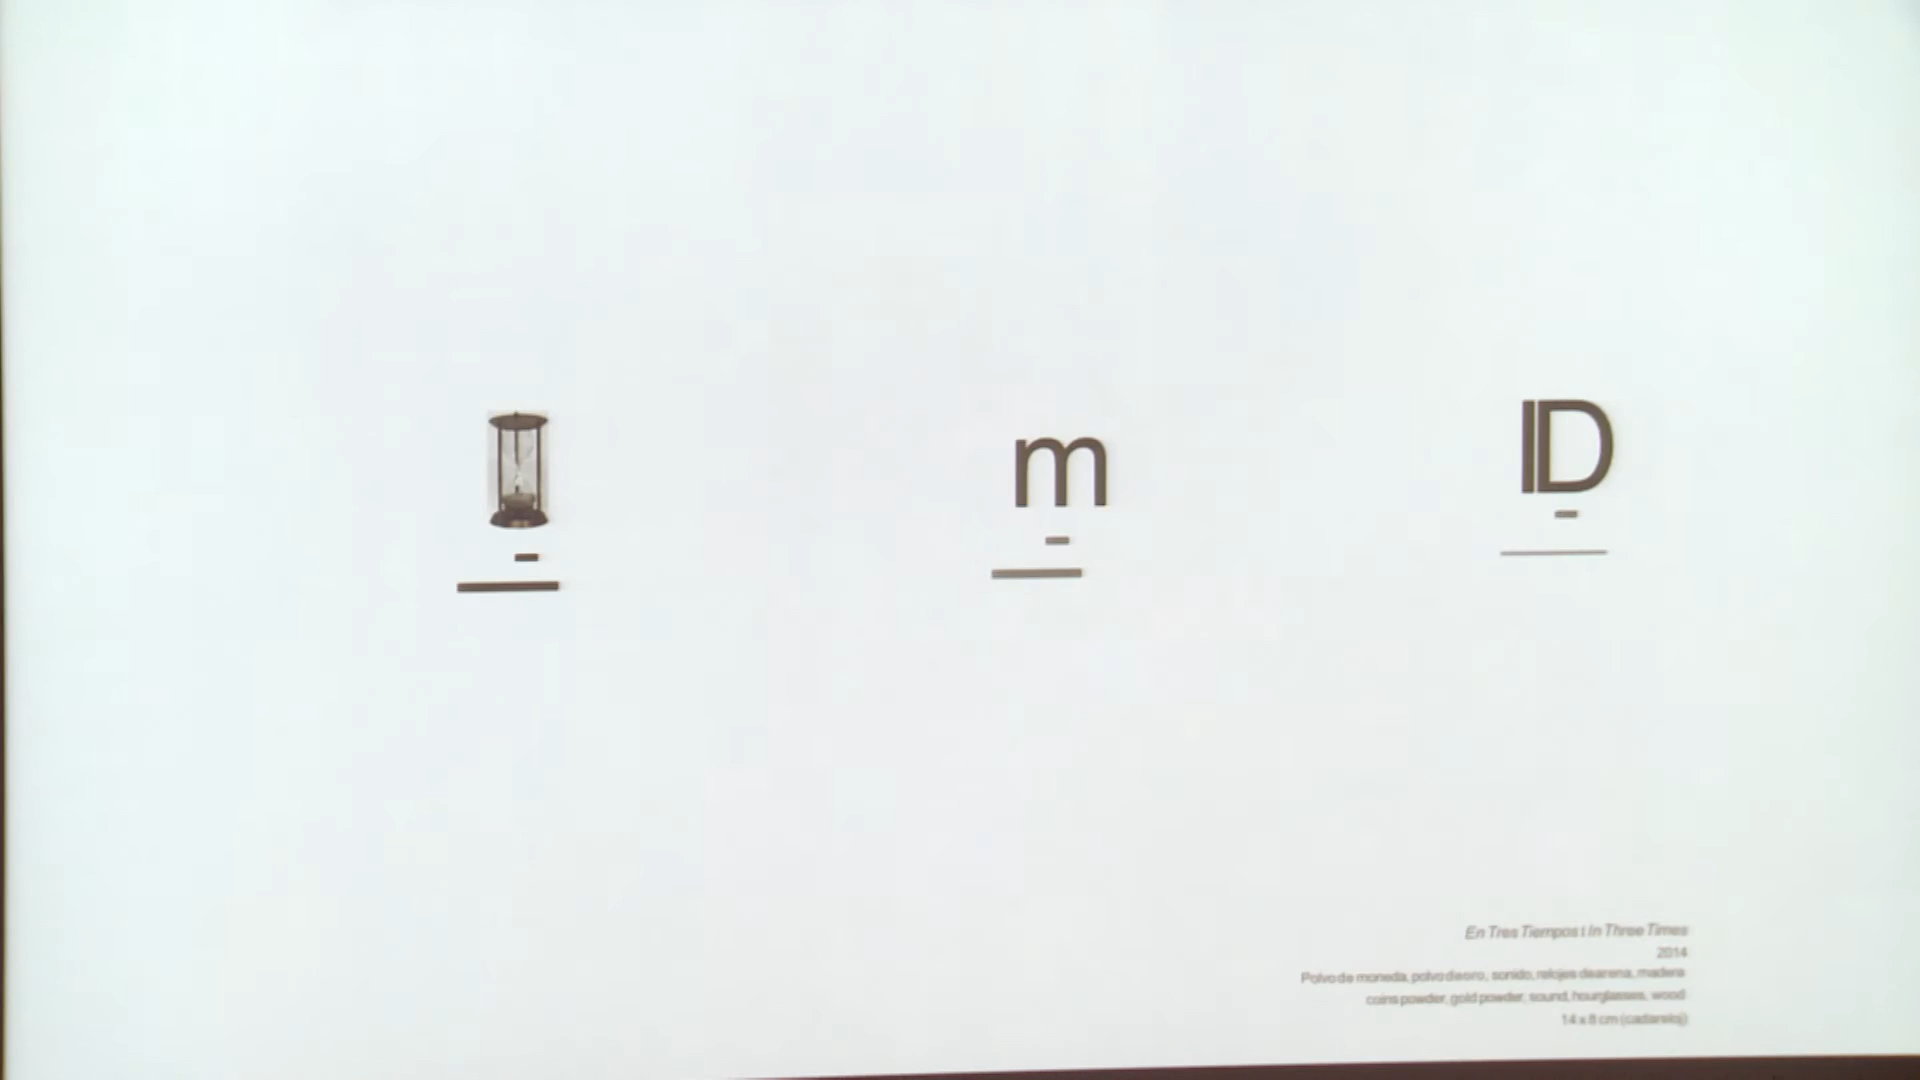 m
ID
En Tres Tiempos I In Three Times
2014
Polvo de moneda, polvo de oro, sonido, relojes de arena, madera
coins powder, gold powder, sound, hourglasses, wood
14 x 8 cm (cada reloj)